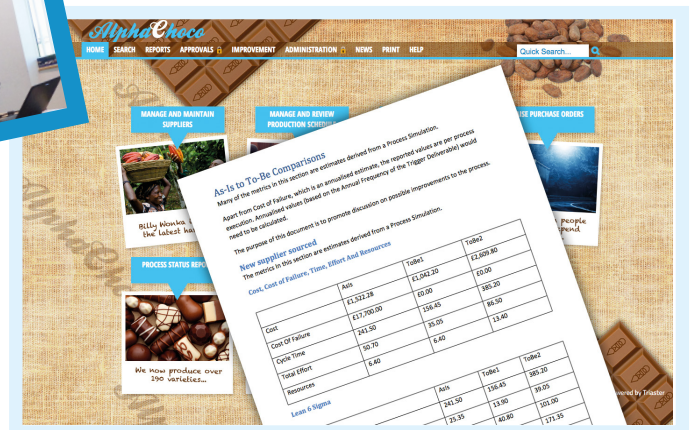 AlphaChoco
HOME SEARCH REPORTS APPROVALS IMPROVEMENT ADMINISTRATION NEWS PRINT HELP
Quick Search...
MANAGE AND MAINTAIN
SUPPLIERS
MANAGE AND REVIEW
PRODUCTION
ISE PURCHASE ORDERS
Billy Wonka
the latest
people
pend
PROCESS STATUS
We now produce over
190 varieties...
As-Is to To-Be Comparisons
Many of the metrics in this section are estimates derived from a Process Simulation.
Apart from Cost of Failure, which is an annualised estimate, the reported values are per process
execution. Annualised values (based on the Annual Frequency of the Trigger Deliverable) would
need to be calculated.
The purpose of this document is to promote discussion on possible improvements to the process.
New supplier sourced
The metrics in this section are estimates derived from a Process Simulation.
Cost, Cost of Failure, Time, Effort And Resources
AsIs ToBe1 ToBe2
Cost £1,522.28 £1,042.20 £2,609.80
Cost Of Failure £17,700.00 £0.00 £0.00
Cycle Time 241.50 156.45 385.20
Total Effort 50.70 35.05 86.50
Resources 6.40 6.40 13.40
Lean 6 Sigma
AsIs ToBe1 ToBe2
241.50 156.45 385.20
25.35 13.90 39.05
40.80 101.00
171.35
wered by Triaster